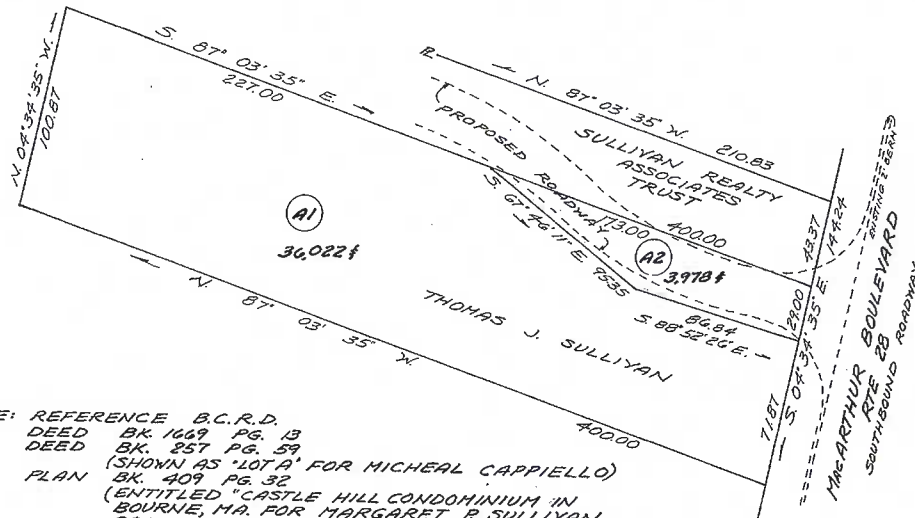 N. 04° 34' 35" W.
100.87
S. 87° 03' 35" E.
227.00
PL
N. 87° 03' 35" W.
210.83
PROPOSED ROADWAY
SULLIVAN REALTY
ASSOCIATES
TRUST
173.00
400.00
S. 67° 46' 11" E
95.35
A1
36,022
A2
3,978
86.84
S. 88° 52' 26" E.
43.37
144.24
29.00
S. 04° 34' 35" E.
71.87
EXISTING BERM
MACARTHUR BOULEVARD
RTE 28
SOUTHBOUND ROADWAY
THOMAS J. SULLIVAN
N. 87° 03' 35" W.
400.00
E: REFERENCE B.C.R.D.
DEED BK. 1669 PG. 13
DEED BK. 257 PG. 59
(SHOWN AS "LOT A" FOR MICHEAL CAPPIELLO)
PLAN BK. 409 PG. 32
(ENTITLED "CASTLE HILL CONDOMINIUM IN
BOURNE, MA. FOR MARGARET P. SULLIVAN